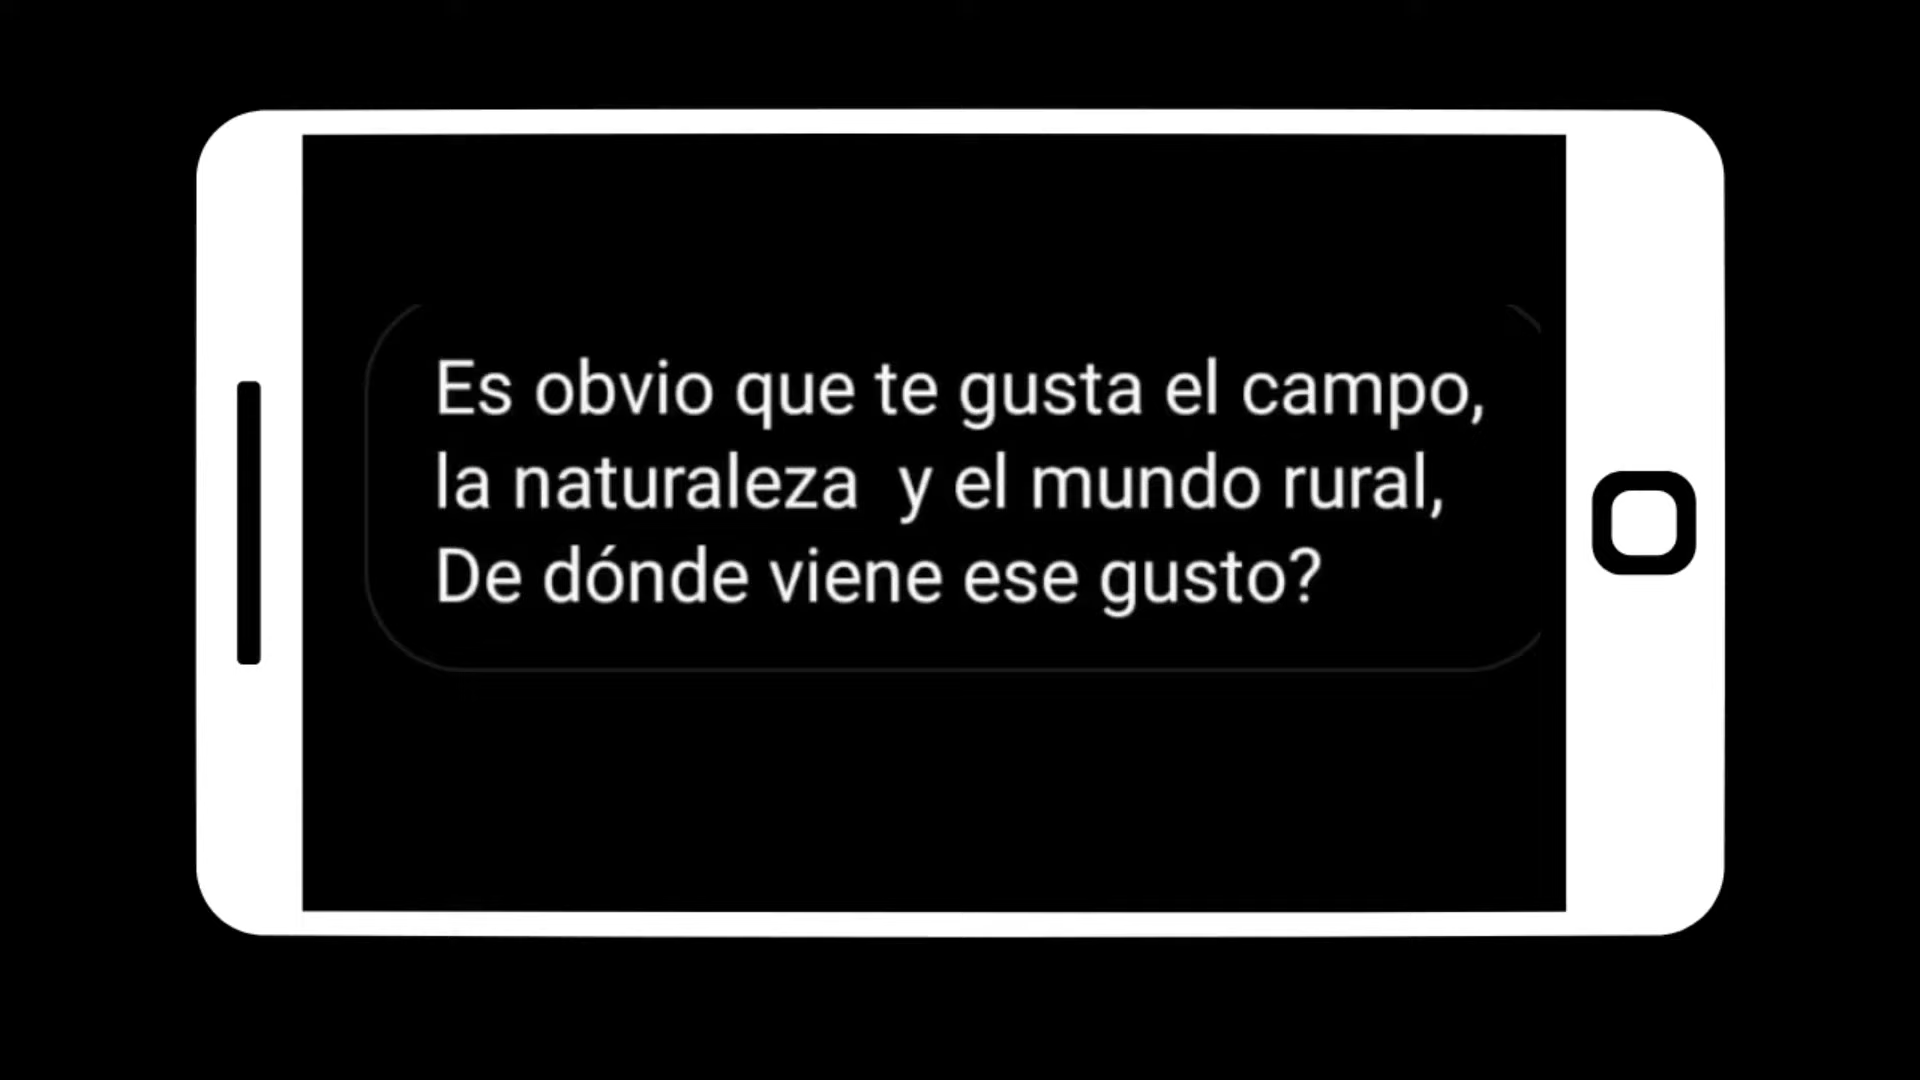 Es obvio que te gusta el campo,
la naturaleza  y el mundo rural,
De dónde viene ese gusto?